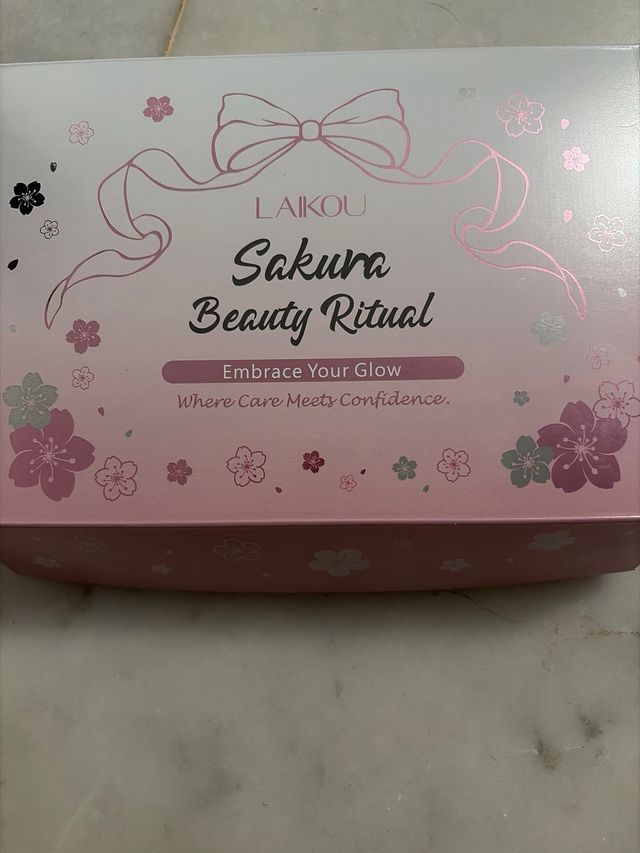 LAIKOU
Sakura
Beauty Ritual
Embrace Your Glow
Where Care Meets Confidence.